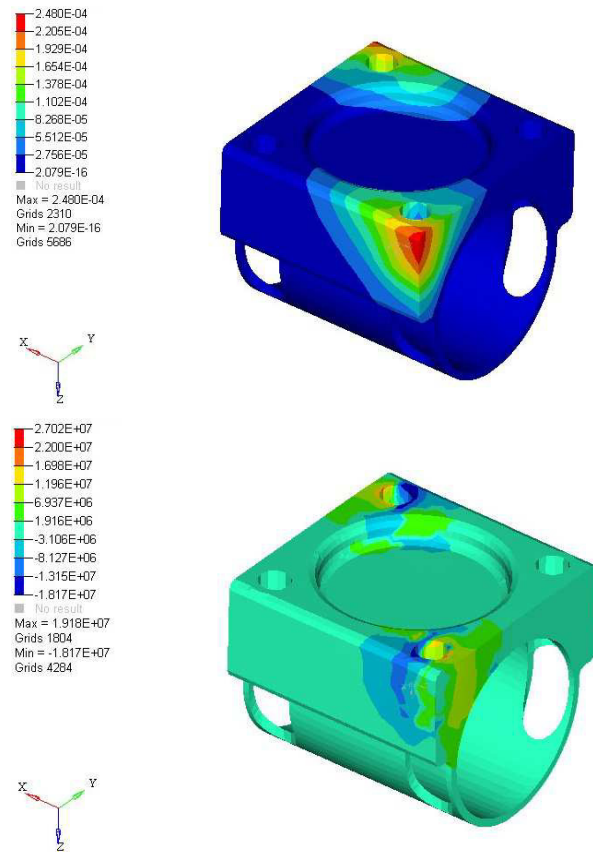 2.480E-04
2.205E-04
1.929E-04
1.654E-04
1.378E-04
1.102E-04
8.268E-05
5.512E-05
2.756E-05
2.079E-16
No result
Max = 2.480E-04
Grids 2310
Min = 2.079E-16
Grids 5686
X
Y
Z
2.702E+07
2.200E+07
1.698E+07
1.196E+07
6.937E+06
1.916E+06
-3.106E+06
-8.127E+06
-1.315E+07
-1.817E+07
No result
Max = 1.918E+07
Grids 1804
Min = -1.817E+07
Grids 4284
X
Y
Z